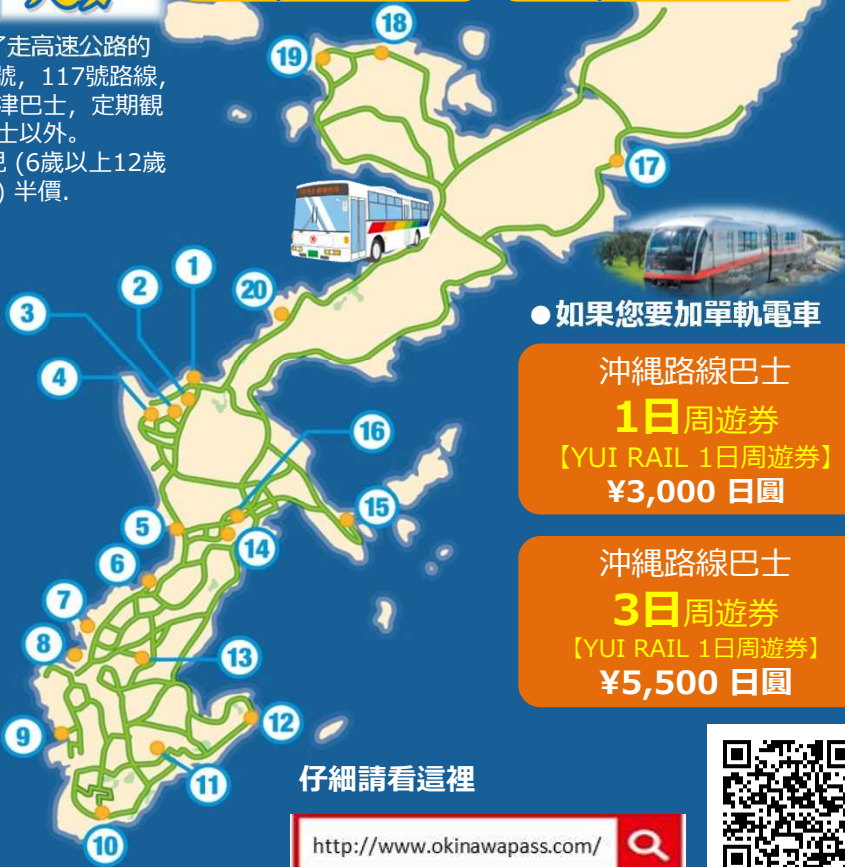 了走高速公路的
號，117號路線，
津巴士，定期観
士以外。
(6歲以上12歲
) 半價.
18
19
17
1
2
20
3
4
●如果您要加單軌電車
沖縄路線巴士
1日周遊券
【YUI RAIL 1日周遊券】
¥3,000 日圓
16
15
5
14
6
沖縄路線巴士
3日周遊券
【YUI RAIL 1日周遊券】
¥5,500 日圓
7
8
13
12
9
11
10
仔細請看這裡
http://www.okinawapass.com/